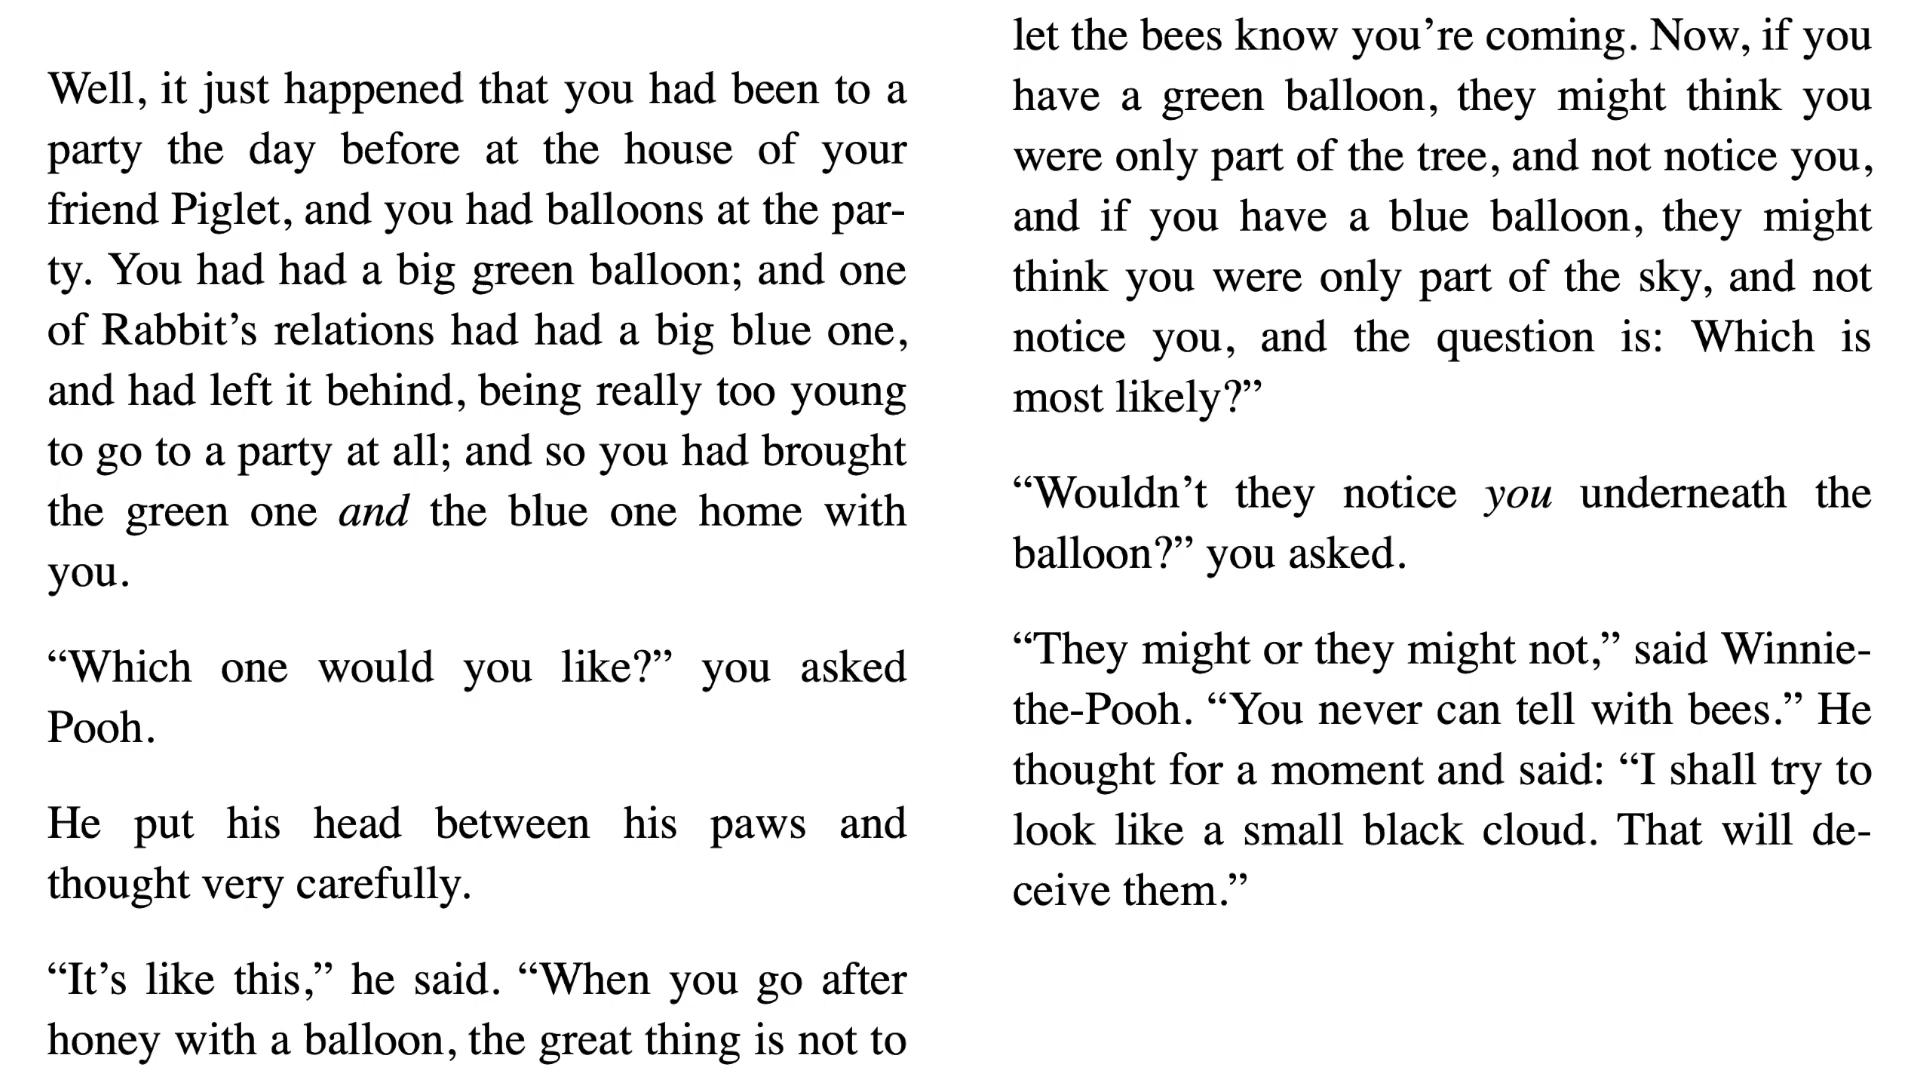 Well, it just happened that you had been to a
party the day before at the house of your
friend Piglet, and you had balloons at the par-
ty. You had had a big green balloon; and one
of Rabbit’s relations had had a big blue one,
and had left it behind, being really too young
to go to a party at all; and so you had brought
the green one and the blue one home with
you.
“Which one would you like?” you asked
Pooh.
He put his head between his paws and
thought very carefully.
“It’s like this,” he said. “When you go after
honey with a balloon, the great thing is not to
let the bees know you’re coming. Now, if you
have a green balloon, they might think you
were only part of the tree, and not notice you,
and if you have a blue balloon, they might
think you were only part of the sky, and not
notice you, and the question is: Which is
most likely?”
“Wouldn’t they notice you underneath the
balloon?” you asked.
“They might or they might not,” said Winnie-
the-Pooh. “You never can tell with bees.” He
thought for a moment and said: “I shall try to
look like a small black cloud. That will de-
ceive them.”